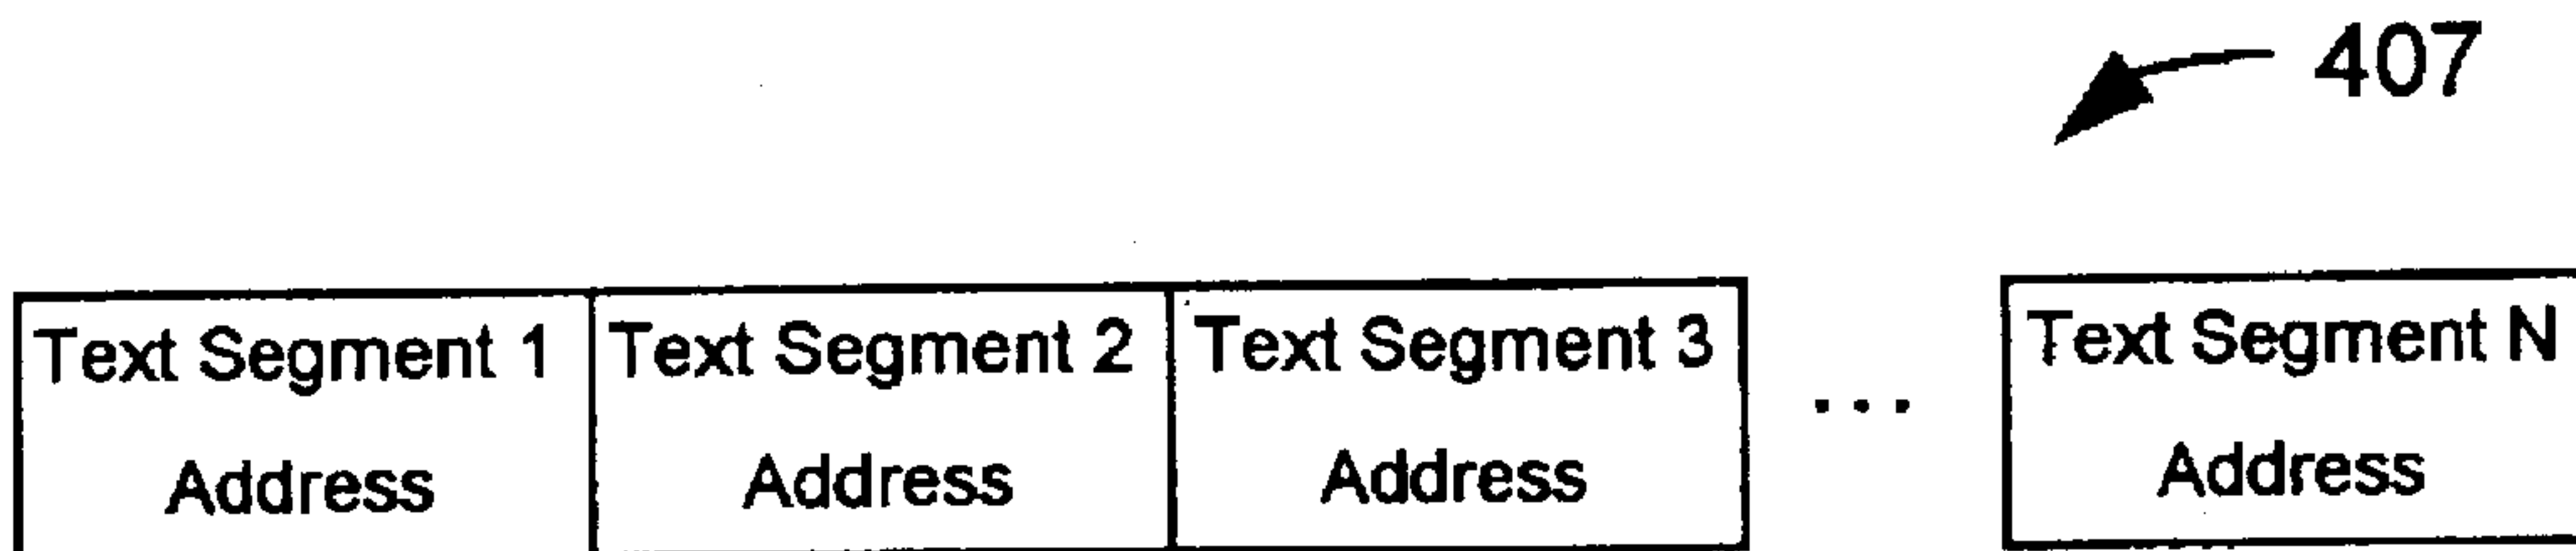 407
Text Segment 1 Text Segment 2 Text Segment 3 ... Text Segment N
Address Address Address Address